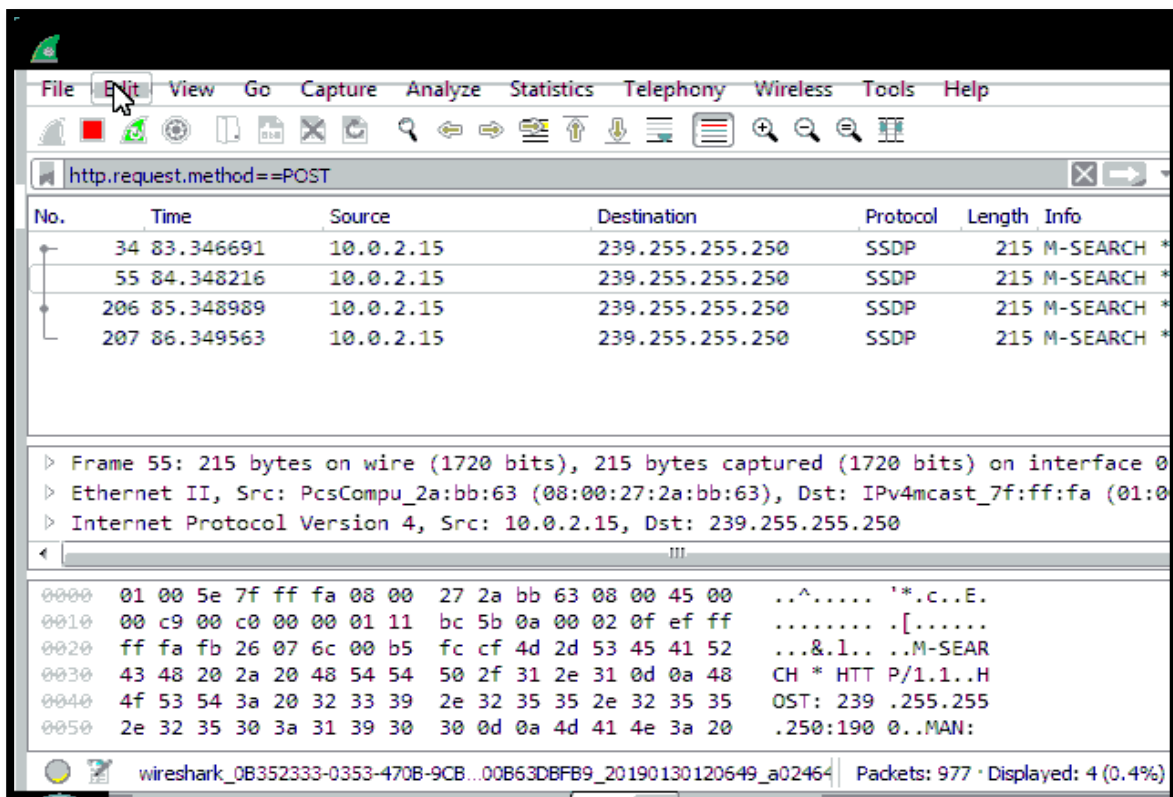 File Edit View Go Capture Analyze Statistics Telephony Wireless Tools Help
http.request.method==POST
No. Time Source Destination Protocol Length Info
34 83.346691 10.0.2.15 239.255.255.250 SSDP 215 M-SEARCH *
55 84.348216 10.0.2.15 239.255.255.250 SSDP 215 M-SEARCH *
206 85.348989 10.0.2.15 239.255.255.250 SSDP 215 M-SEARCH *
207 86.349563 10.0.2.15 239.255.255.250 SSDP 215 M-SEARCH *
Frame 55: 215 bytes on wire (1720 bits), 215 bytes captured (1720 bits) on interface 0
Ethernet II, Src: PcsCompu_2a:bb:63 (08:00:27:2a:bb:63), Dst: IPv4mcast_7f:ff:fa (01:0
Internet Protocol Version 4, Src: 10.0.2.15, Dst: 239.255.255.250
0000 01 00 5e 7f ff fa 08 00 27 2a bb 63 08 00 45 00 ..^..... '*.c..E.
0010 00 c9 00 c0 00 00 01 11 bc 5b 0a 00 02 0f ef ff ........ .[......
0020 ff fa fb 26 07 6c 00 b5 fc cf 4d 2d 53 45 41 52 ...&.l.. ..M-SEAR
0030 43 48 20 2a 20 48 54 54 50 2f 31 2e 31 0d 0a 48 CH * HTT P/1.1..H
0040 4f 53 54 3a 20 32 33 39 2e 32 35 35 2e 32 35 35 OST: 239 .255.255
0050 2e 32 35 30 3a 31 39 30 30 0d 0a 4d 41 4e 3a 20 .250:190 0..MAN:
wireshark_0B352333-0353-470B-9CB...00B63DBFB9_20190130120649_a02464 Packets: 977 · Displayed: 4 (0.4%)